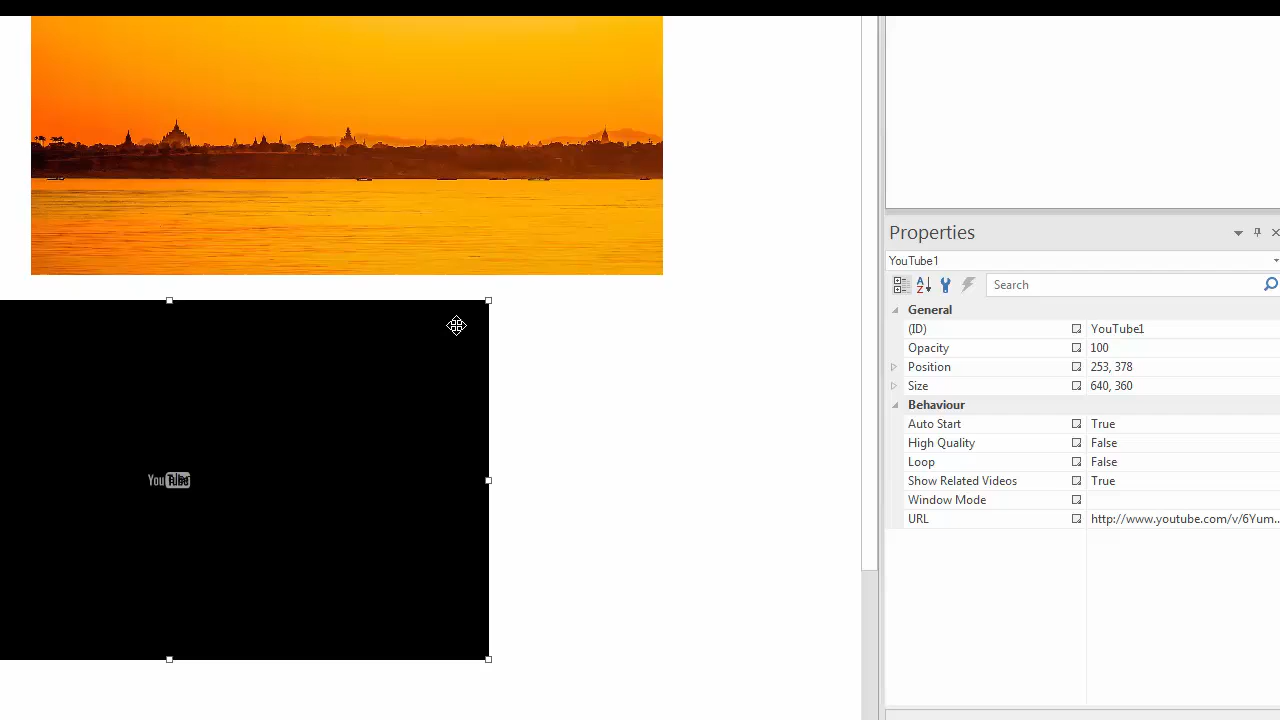 Properties
YouTube1
Search
General
(ID) YouTube1
Opacity 100
Position 253, 378
Size 640, 360
Behaviour
Auto Start True
High Quality False
Loop False
Show Related Videos True
Window Mode
URL http://www.youtube.com/v/6Yum...
YouTube